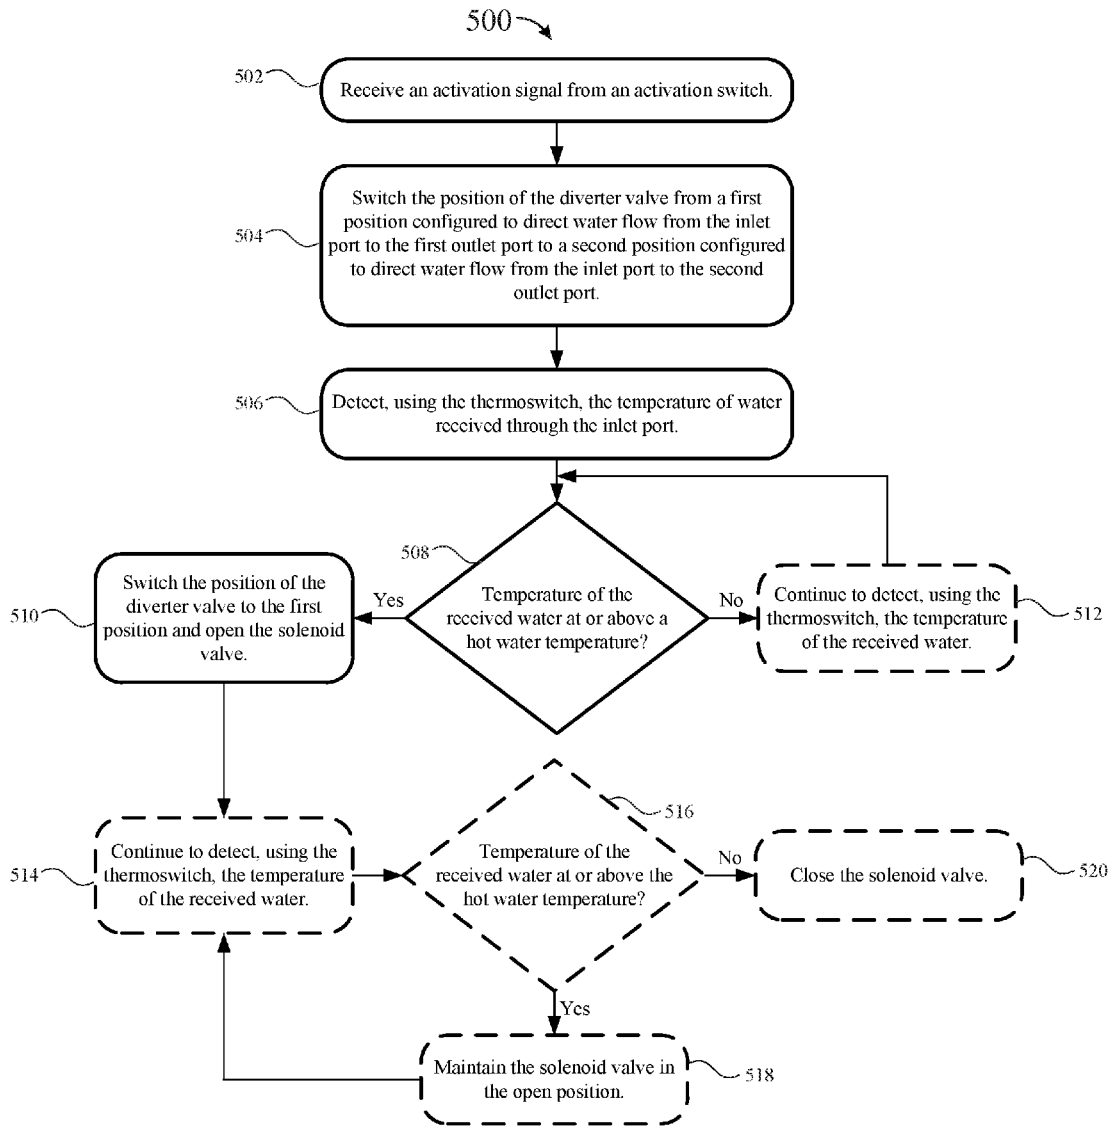 500
502
Receive an activation signal from an activation switch.
504
Switch the position of the diverter valve from a first
position configured to direct water flow from the inlet
port to the first outlet port to a second position configured
to direct water flow from the inlet port to the second
outlet port.
506
Detect, using the thermoswitch, the temperature of water
received through the inlet port.
508
Temperature of the
received water at or above a
hot water temperature?
Yes
No
510
Switch the position of the
diverter valve to the first
position and open the solenoid
valve.
Continue to detect, using the
thermoswitch, the temperature
of the received water.
512
514
Continue to detect, using the
thermoswitch, the temperature
of the received water.
516
Temperature of the
received water at or above the
hot water temperature?
No
Close the solenoid valve.
520
Yes
Maintain the solenoid valve in
the open position.
518